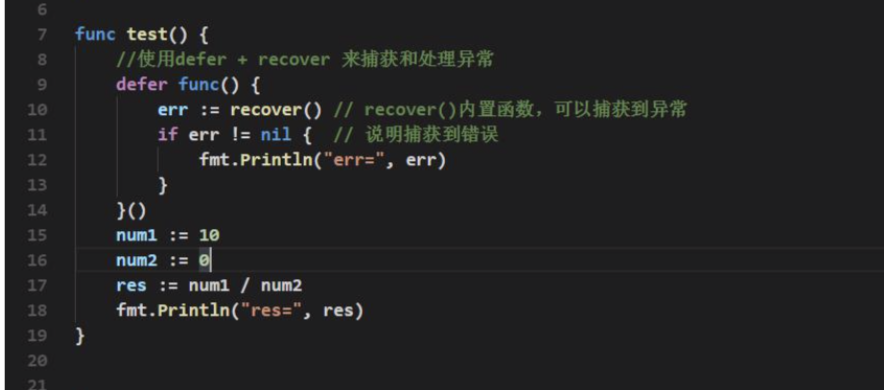 6
7 func test() {
8 //使用defer + recover 来捕获和处理异常
9 defer func() {
10 err := recover() // recover()内置函数，可以捕获到异常
11 if err != nil { // 说明捕获到错误
12 fmt.Println("err=", err)
13 }
14 }()
15 num1 := 10
16 num2 := 0
17 res := num1 / num2
18 fmt.Println("res=", res)
19 }
20
21